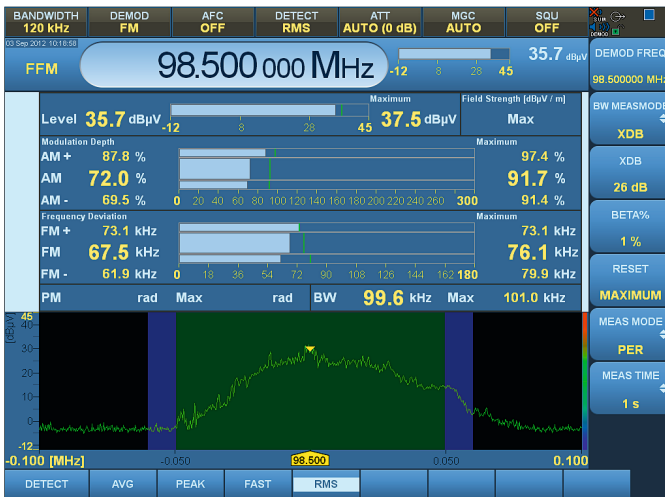 BANDWIDTH DEMOD AFC DETECT ATT MGC SQU
120 kHz FM OFF RMS AUTO (0 dB) AUTO OFF
SUM
DEMOD
03 Sep 2012 10:18:58
FFM 98.500 000 MHz -12 8 28 45 35.7 dBµV
DEMOD FREQ
98.500000 MHz
BW MEASMODE
XDB
XDB
26 dB
BETA%
1 %
RESET
MAXIMUM
MEAS MODE
PER
MEAS TIME
1 s
Maximum Field Strength [dBµV / m]
Level 35.7 dBµV -12 8 28 45 37.5 dBµV Max
Modulation Depth Maximum
AM + 87.8 % 97.4 %
AM 72.0 % 91.7 %
AM - 69.5 % 0 20 40 60 80 100 120 140 160 180 200 220 240 260 300 91.4 %
Frequency Deviation Maximum
FM + 73.1 kHz 73.1 kHz
FM 67.5 kHz 76.1 kHz
FM - 61.9 kHz 0 18 36 54 72 90 108 126 144 162 180 79.9 kHz
PM rad Max rad BW 99.6 kHz Max 101.0 kHz
[dBµV]
45
40
30
20
10
0
-12
-0.100 [MHz] -0.050 98.500 0.050 0.100
DETECT AVG PEAK FAST RMS